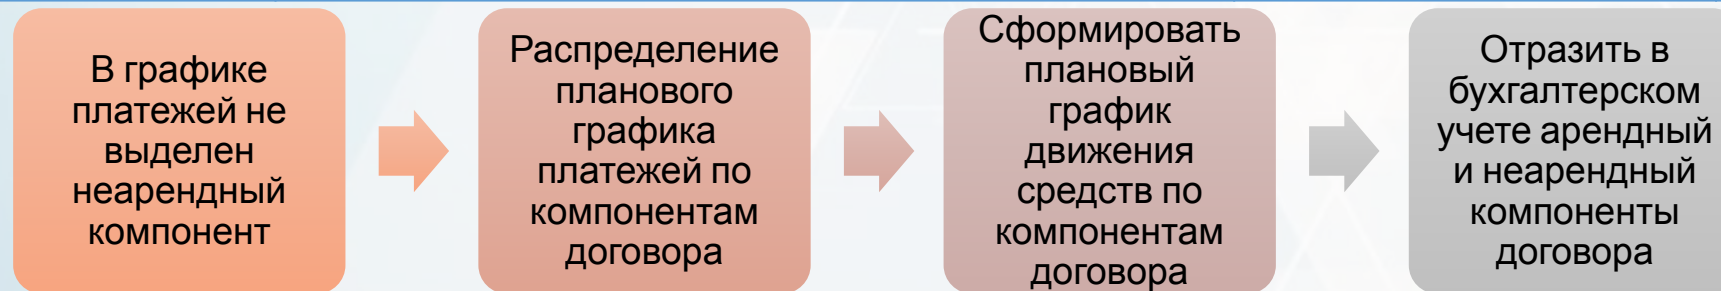 В графике
платежей не
выделен
неарендный
компонент
Распределение
планового
графика
платежей по
компонентам
договора
Сформировать
плановый
график
движения
средств по
компонентам
договора
Отразить в
бухгалтерском
учете арендный
и неарендный
компоненты
договора